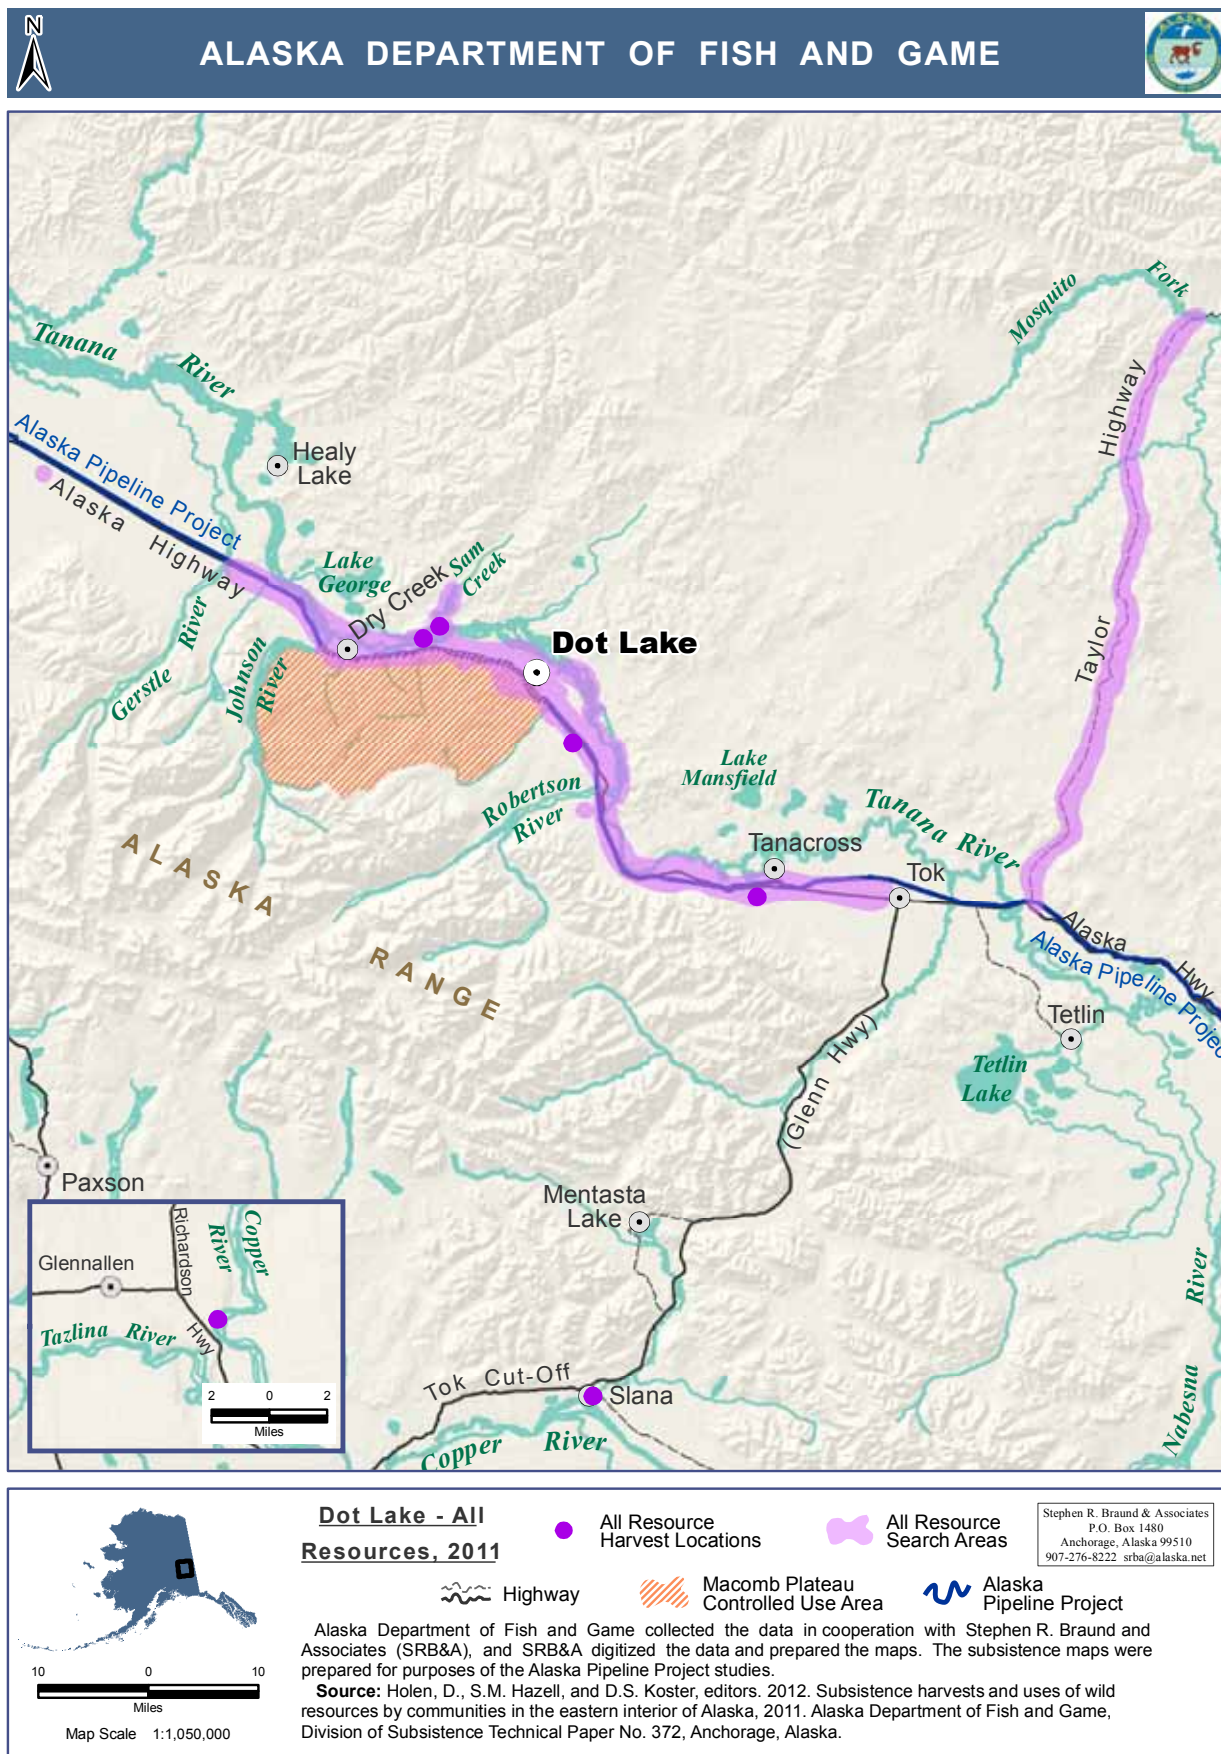 N
ALASKA DEPARTMENT OF FISH AND GAME
ALASKA
Mosquito
Fork
Tanana
River
Highway
Alaska Pipeline Project
Healy
Lake
Alaska
Highway
Lake
George
Sam
Creek
Dry Creek
Dot Lake
River
Gerstle
Johnson
River
Taylor
Lake
Mansfield
Robertson
River
Tanana River
Tanacross
Tok
ALASKA
RANGE
Alaska
Hwy
Alaska Pipeline Project
Tetlin
Tetlin
Lake
(Glenn Hwy)
Paxson
Mentasta
Lake
Richardson
Hwy
River
Copper
Glennallen
Tazlina River
2 0 2
Miles
River
Nabesna
Tok Cut-Off
Slana
Copper River
Dot Lake - All
Resources, 2011
All Resource
Harvest Locations
All Resource
Search Areas
Stephen R. Braund & Associates
P.O. Box 1480
Anchorage, Alaska 99510
907-276-8222 srba@alaska.net
Highway
Macomb Plateau
Controlled Use Area
Alaska
Pipeline Project
Alaska Department of Fish and Game collected the data in cooperation with Stephen R. Braund and
Associates (SRB&A), and SRB&A digitized the data and prepared the maps. The subsistence maps were
prepared for purposes of the Alaska Pipeline Project studies.
Source: Holen, D., S.M. Hazell, and D.S. Koster, editors. 2012. Subsistence harvests and uses of wild
resources by communities in the eastern interior of Alaska, 2011. Alaska Department of Fish and Game,
Division of Subsistence Technical Paper No. 372, Anchorage, Alaska.
10 0 10
Miles
Map Scale 1:1,050,000